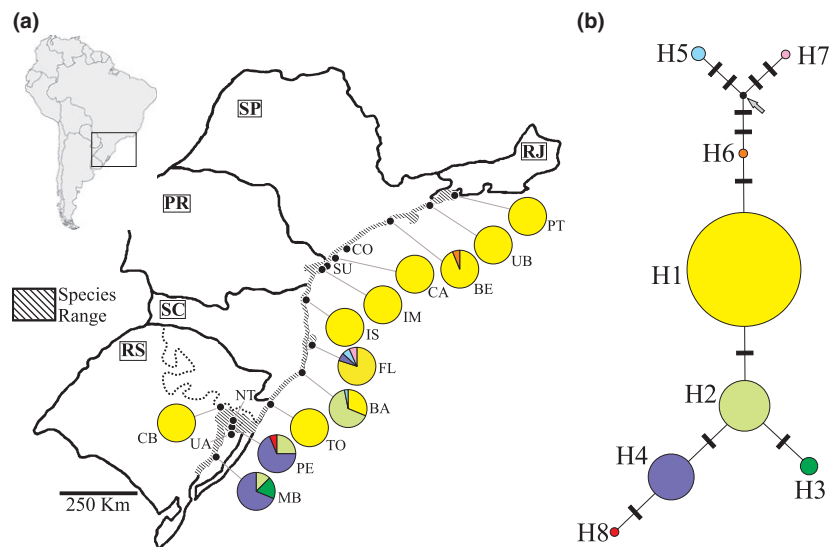 (a)
(b)
SP
RJ
PR
SC
RS
Species
Range
PT
UB
BE
CO
SU
CA
IM
IS
FL
BA
TO
NT
CB
UA
PE
MB
250 Km
H5
H7
H6
H1
H2
H4
H3
H8